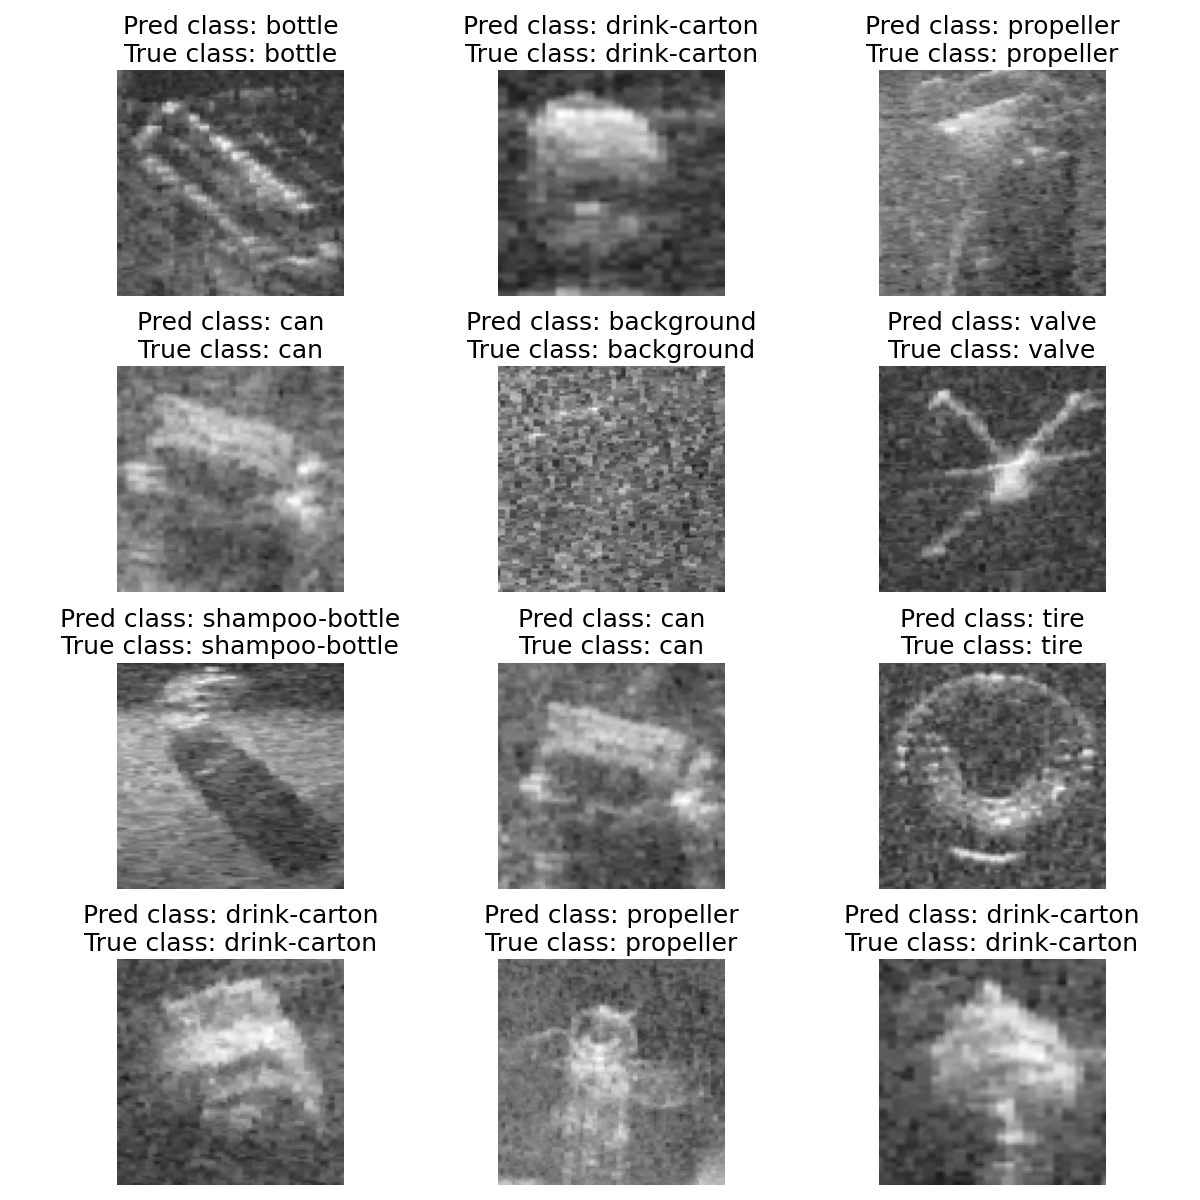 Pred class: bottle
True class: bottle
Pred class: drink-carton
True class: drink-carton
Pred class: propeller
True class: propeller
Pred class: can
True class: can
Pred class: background
True class: background
Pred class: valve
True class: valve
Pred class: shampoo-bottle
True class: shampoo-bottle
Pred class: can
True class: can
Pred class: tire
True class: tire
Pred class: drink-carton
True class: drink-carton
Pred class: propeller
True class: propeller
Pred class: drink-carton
True class: drink-carton